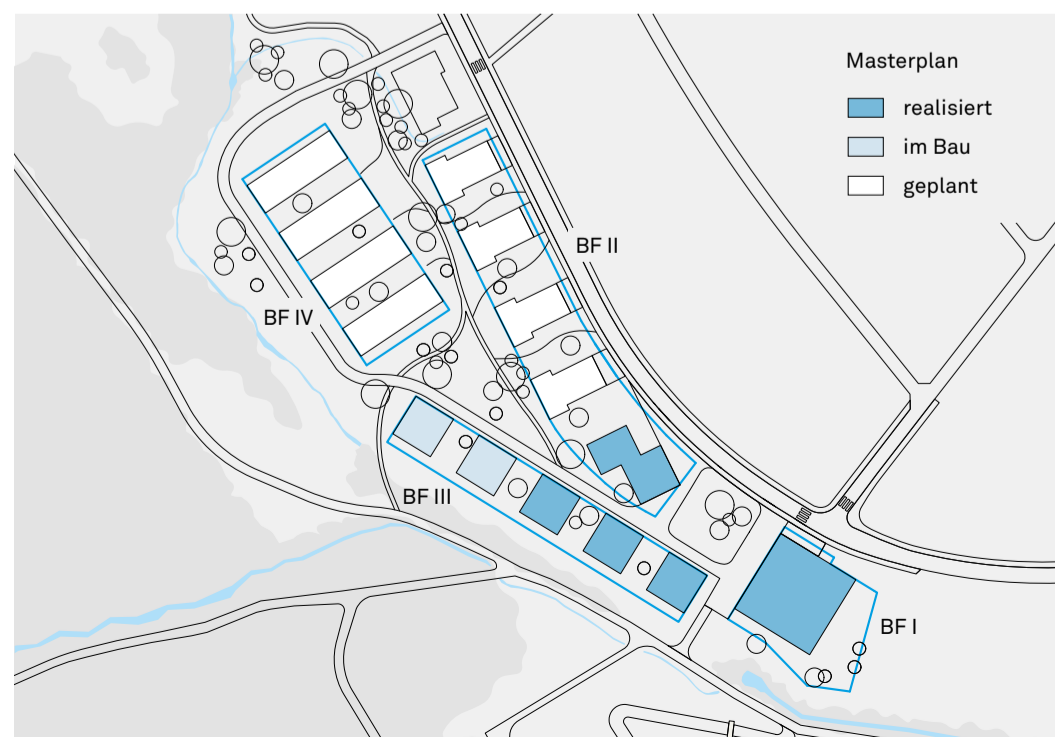 Masterplan
realisiert
im Bau
geplant
BF II
BF IV
BF III
BF I